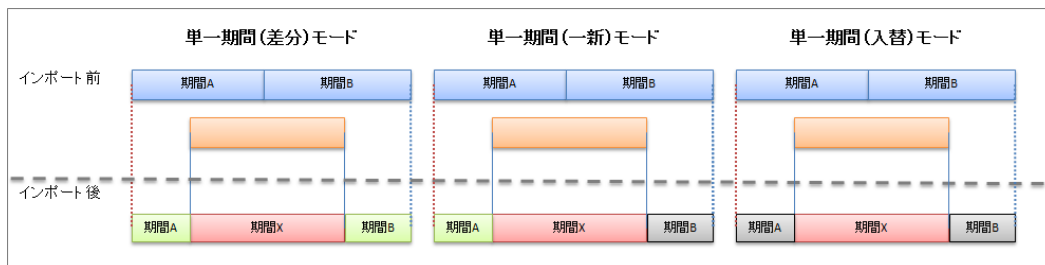 単一期間(差分)モード 単一期間(一新)モード 単一期間(入替)モード
インポート前 期間A 期間B 期間A 期間B 期間A 期間B
インポート後
期間A 期間X 期間B 期間A 期間X 期間B 期間A 期間X 期間B